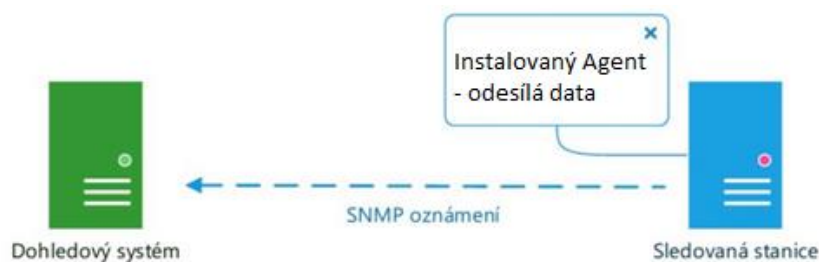 Instalovaný Agent
- odesílá data
SNMP oznámení
Dohledový systém
Sledovaná stanice